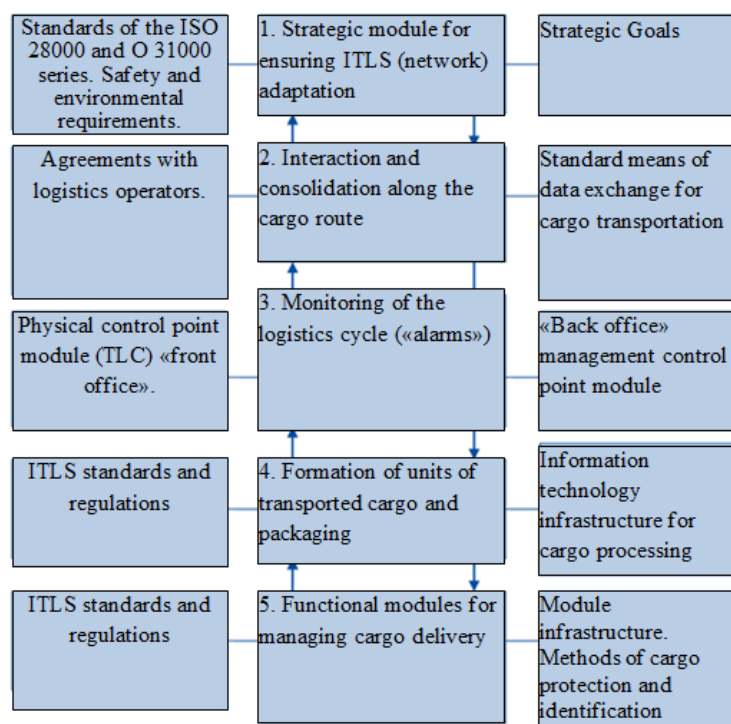 Standards of the ISO
28000 and O 31000
series. Safety and
environmental
requirements.
1. Strategic module for
ensuring ITLS (network)
adaptation
Strategic Goals
Agreements with
logistics operators.
2. Interaction and
consolidation along the
cargo route
Standard means of
data exchange for
cargo transportation
Physical control point
module (TLC) «front
office».
3. Monitoring of the
logistics cycle («alarms»)
«Back office»
management control
point module
ITLS standards and
regulations
4. Formation of units of
transported cargo and
packaging
Information
technology
infrastructure for
cargo processing
ITLS standards and
regulations
5. Functional modules for
managing cargo delivery
Module
infrastructure.
Methods of cargo
protection and
identification